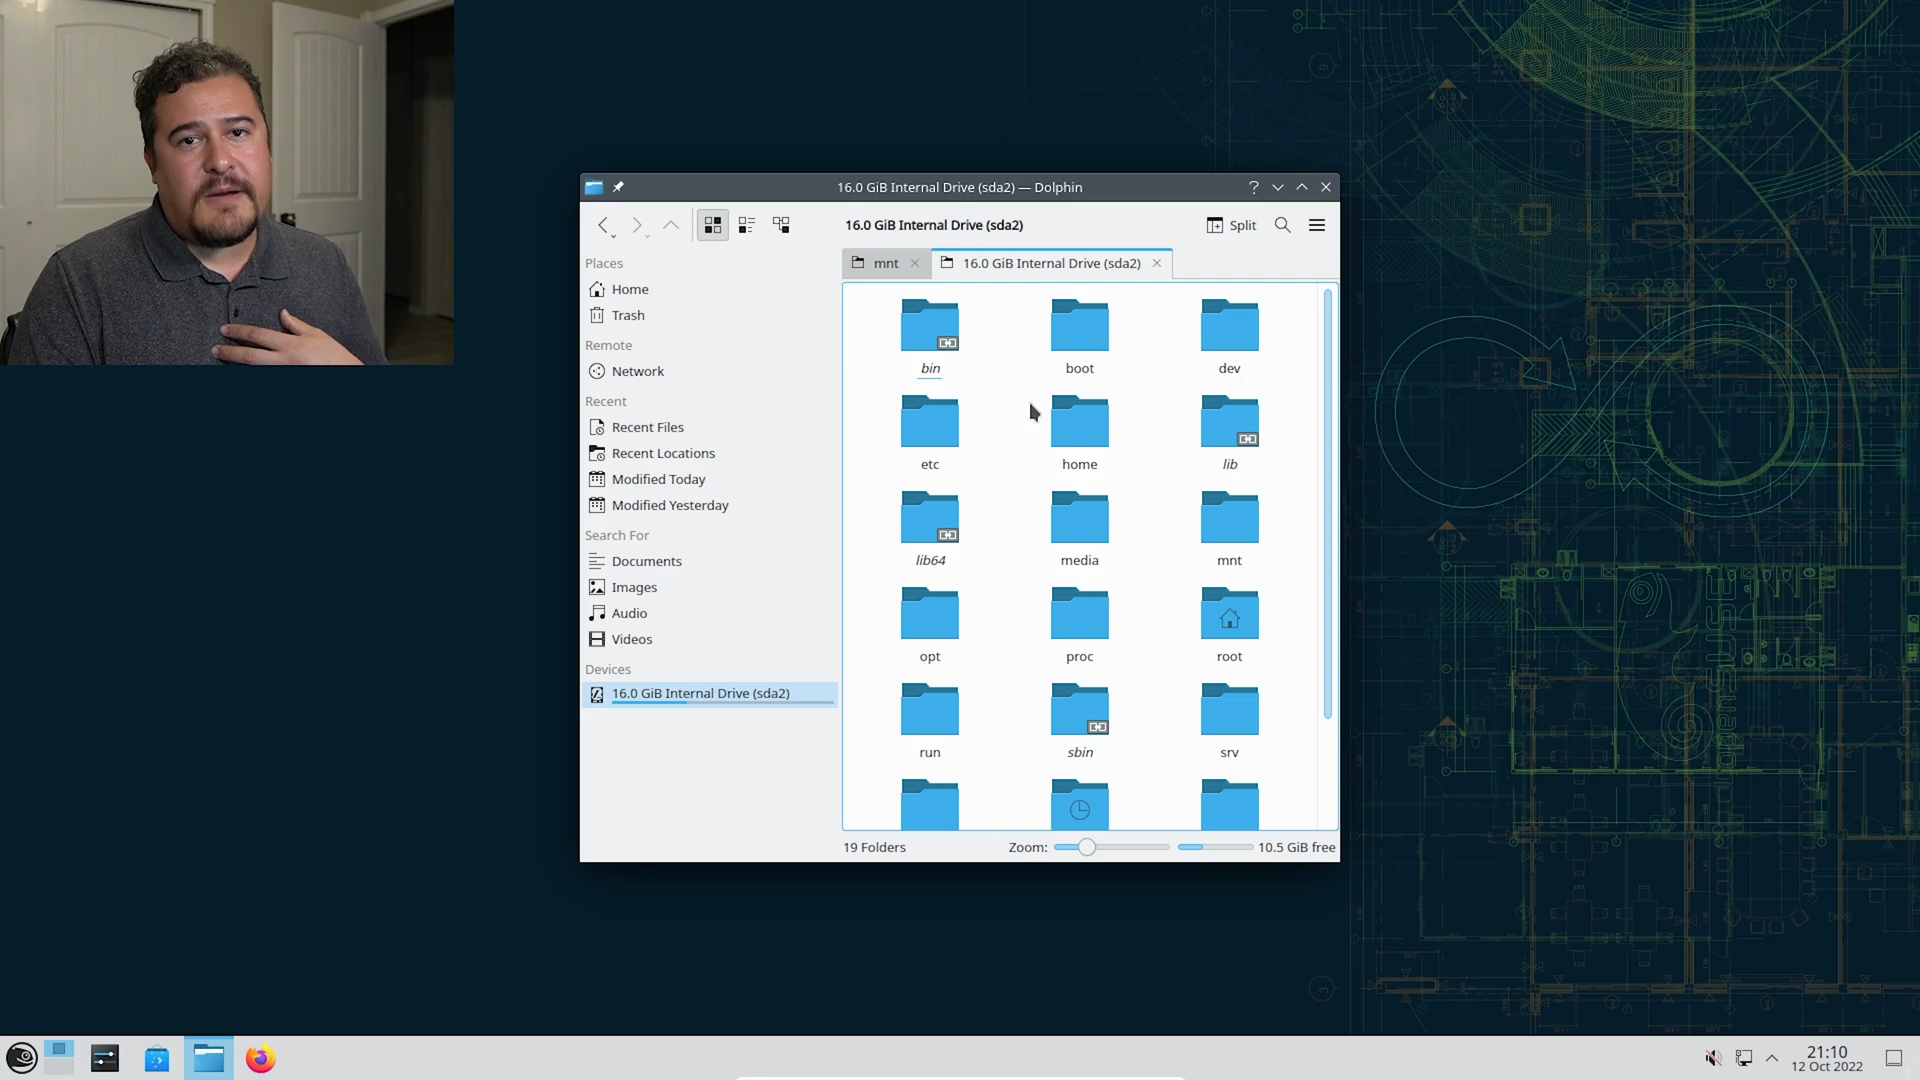 16.0 GiB Internal Drive (sda2) — Dolphin
16.0 GiB Internal Drive (sda2)
Split
Places
Home
Trash
Remote
Network
Recent
Recent Files
Recent Locations
Modified Today
Modified Yesterday
Search For
Documents
Images
Audio
Videos
Devices
16.0 GiB Internal Drive (sda2)
mnt
16.0 GiB Internal Drive (sda2)
bin boot dev
etc home lib
lib64 media mnt
opt proc root
run sbin srv
19 Folders
Zoom:
10.5 GiB free
openSUSE
21:10
12 Oct 2022